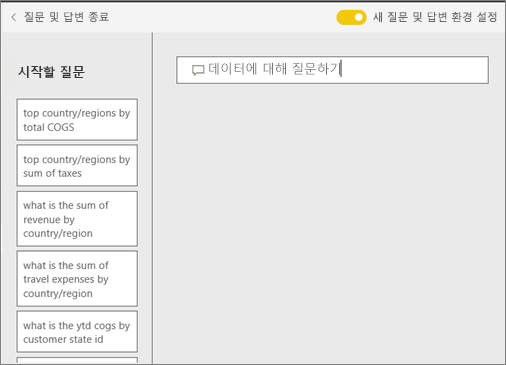 질문 및 답변 종료
새 질문 및 답변 환경 설정
시작할 질문
데이터에 대해 질문하기
top country/regions by
total COGS
top country/regions by
sum of taxes
what is the sum of
revenue by
country/region
what is the sum of
travel expenses by
country/region
what is the ytd cogs by
customer state id